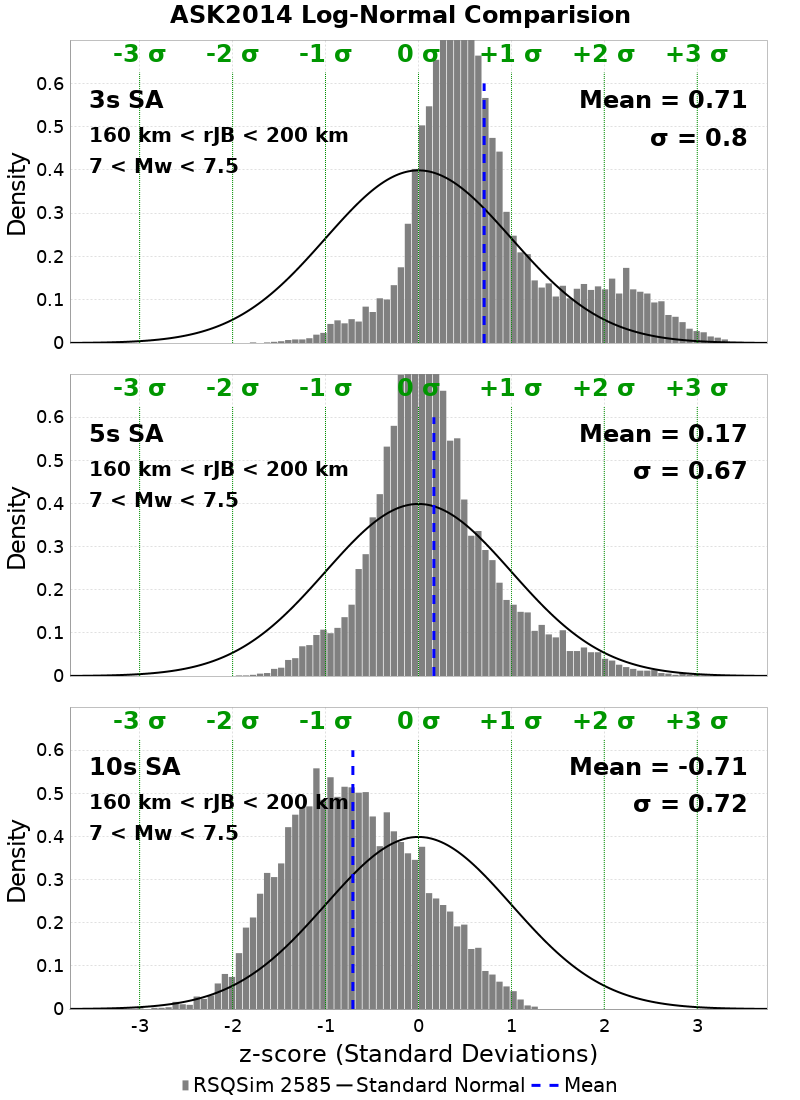 ASK2014 Log-Normal Comparision
-3 σ -2 σ -1 σ 0 σ +1 σ +2 σ +3 σ
3s SA
160 km < rJB < 200 km
7 < Mw < 7.5
Mean = 0.71
σ = 0.8
Density
0.6
0.5
0.4
0.3
0.2
0.1
0
-3 σ -2 σ -1 σ 0 σ +1 σ +2 σ +3 σ
5s SA
160 km < rJB < 200 km
7 < Mw < 7.5
Mean = 0.17
σ = 0.67
Density
0.6
0.5
0.4
0.3
0.2
0.1
0
-3 σ -2 σ -1 σ 0 σ +1 σ +2 σ +3 σ
10s SA
160 km < rJB < 200 km
7 < Mw < 7.5
Mean = -0.71
σ = 0.72
Density
0.6
0.5
0.4
0.3
0.2
0.1
0
-3 -2 -1 0 1 2 3
z-score (Standard Deviations)
RSQSim 2585 Standard Normal Mean